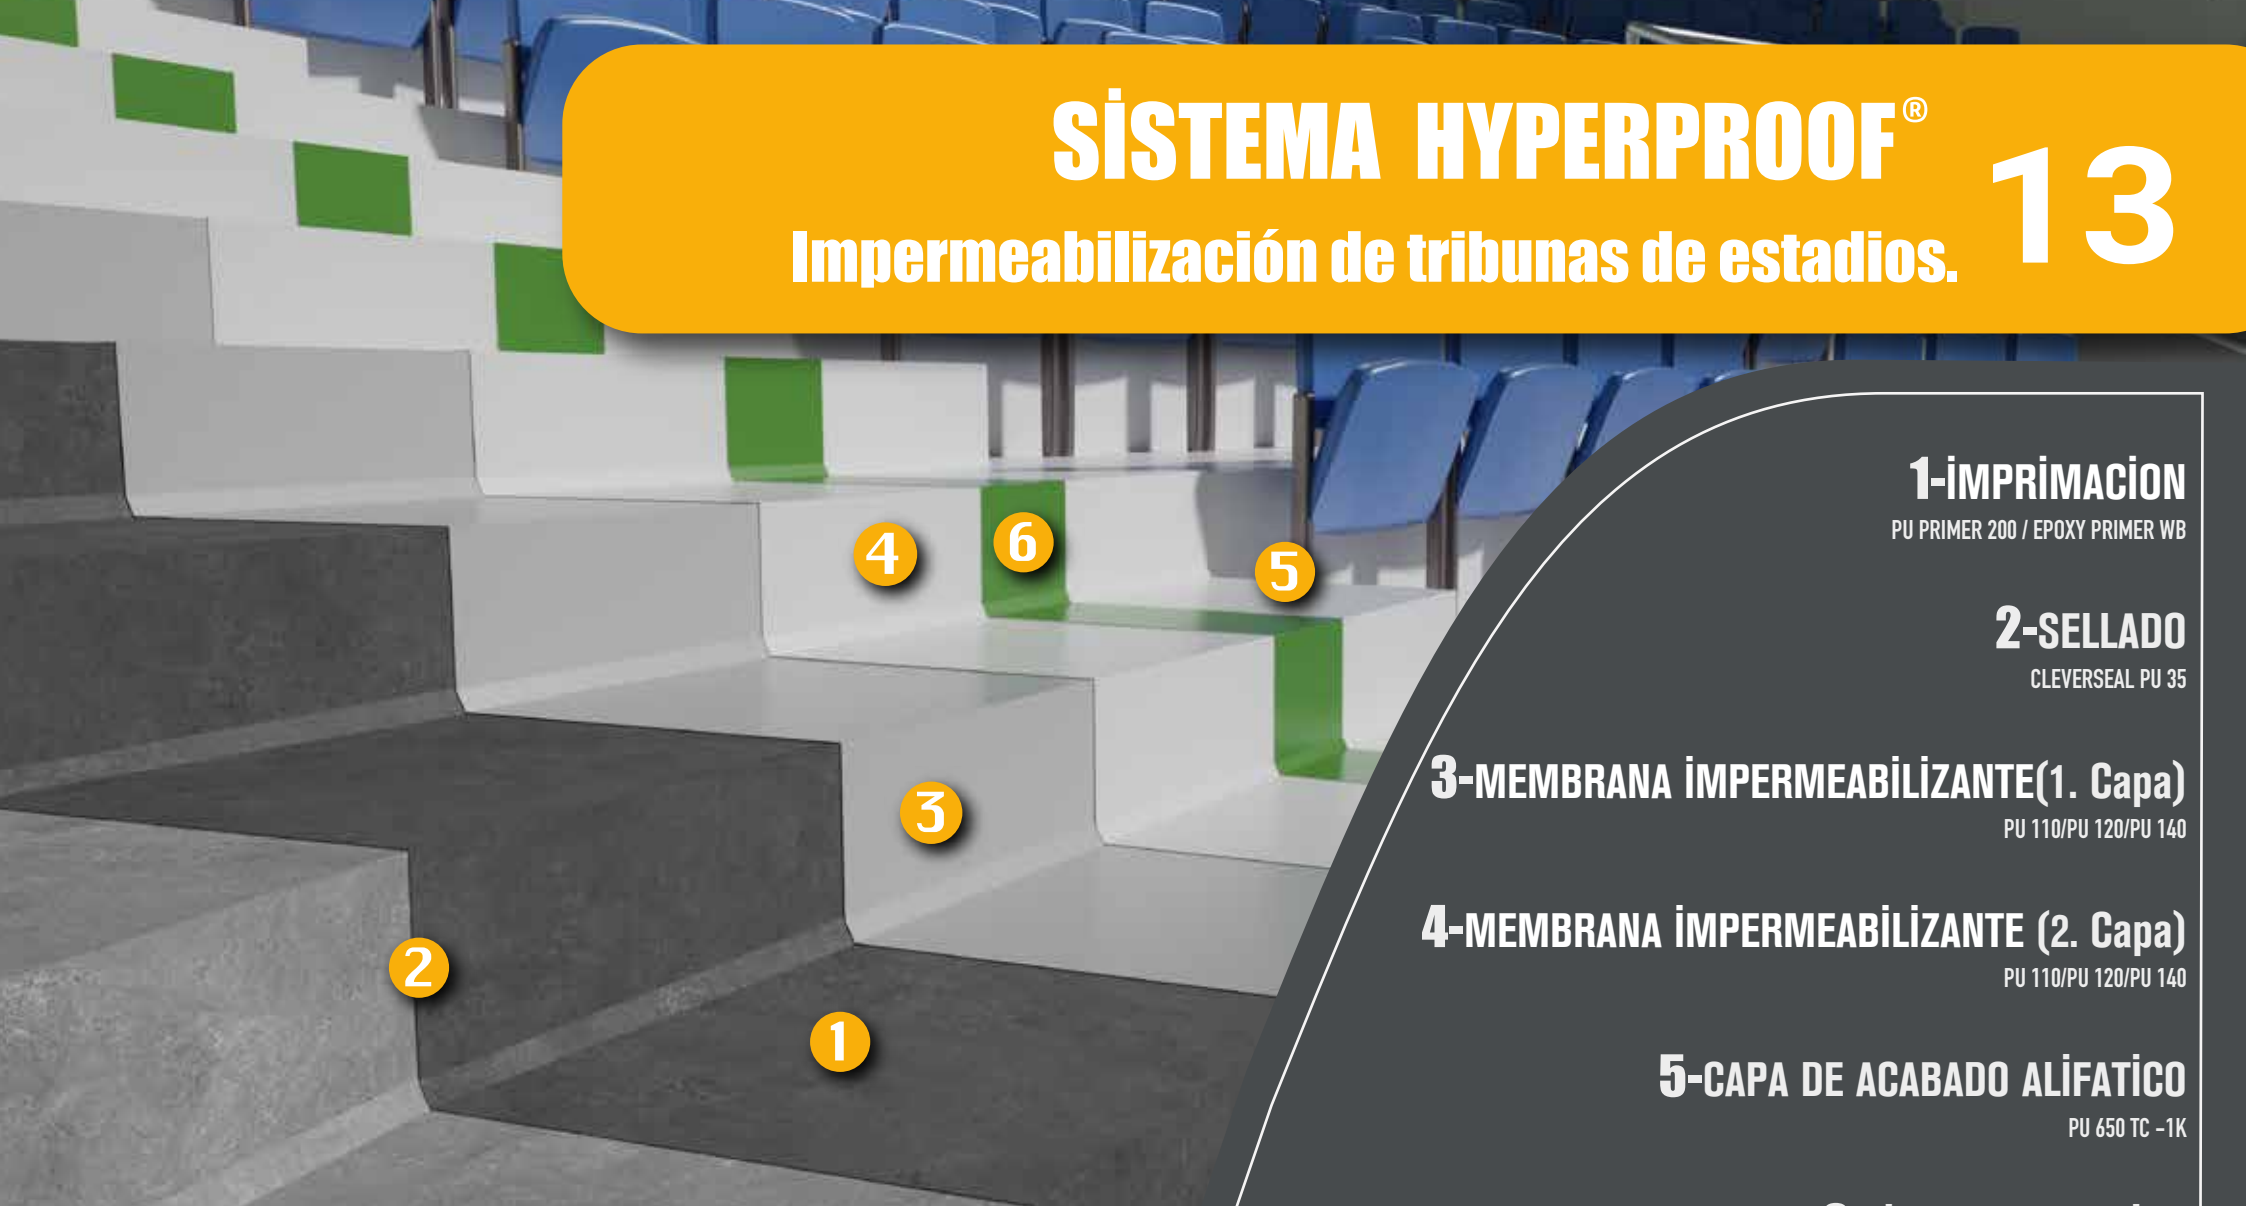 SİSTEMA HYPERPROOF®
13
Impermeabilización de tribunas de estadios.
1-İMPRİMACİON
PU PRIMER 200 / EPOXY PRIMER WB
2-SELLADO
CLEVERSEAL PU 35
3-MEMBRANA İMPERMEABİLİZANTE(1. Capa)
PU 110/PU 120/PU 140
4-MEMBRANA İMPERMEABİLİZANTE (2. Capa)
PU 110/PU 120/PU 140
5-CAPA DE ACABADO ALİFATİCO
PU 650 TC -1K
4
6
5
3
2
1